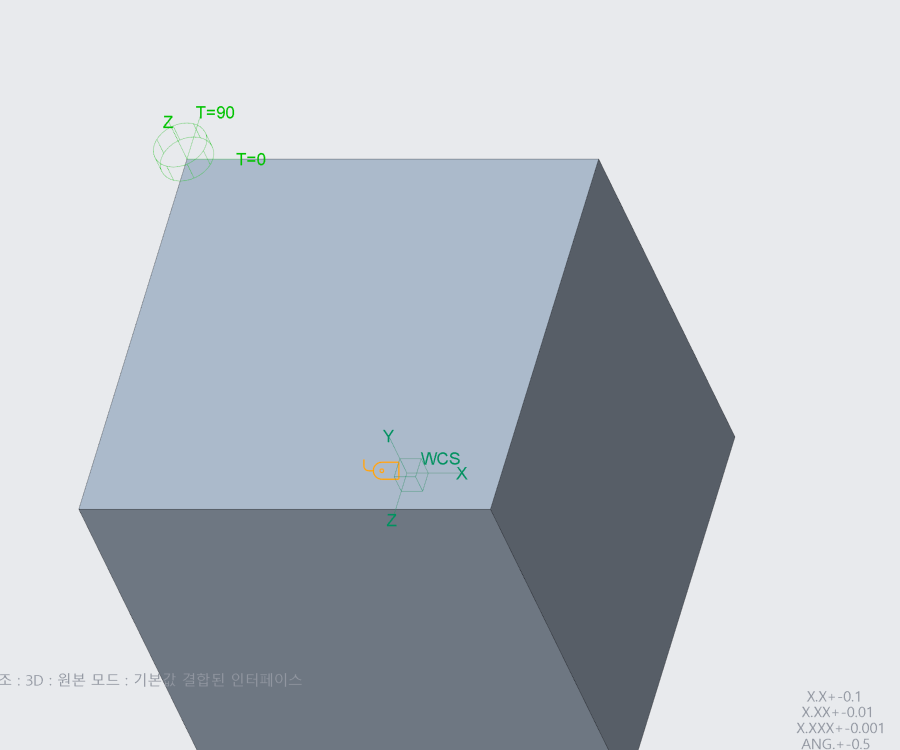 T=90
Z
T=0
Y
WCS
X
Z
조 : 3D : 원본 모드 : 기본값 결합된 인터페이스
X.X+-0.1
X.XX+-0.01
X.XXX+-0.001
ANG.+-0.5